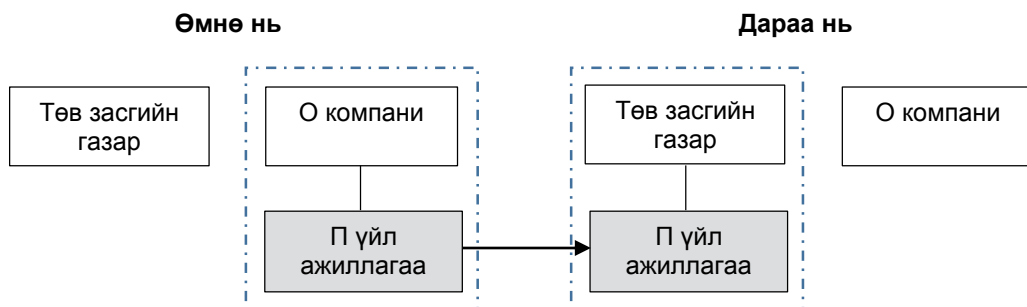 Өмнө нь
Дараа нь
Төв засгийн
газар
О компани
Төв засгийн
газар
О компани
П үйл
ажиллагаа
П үйл
ажиллагаа